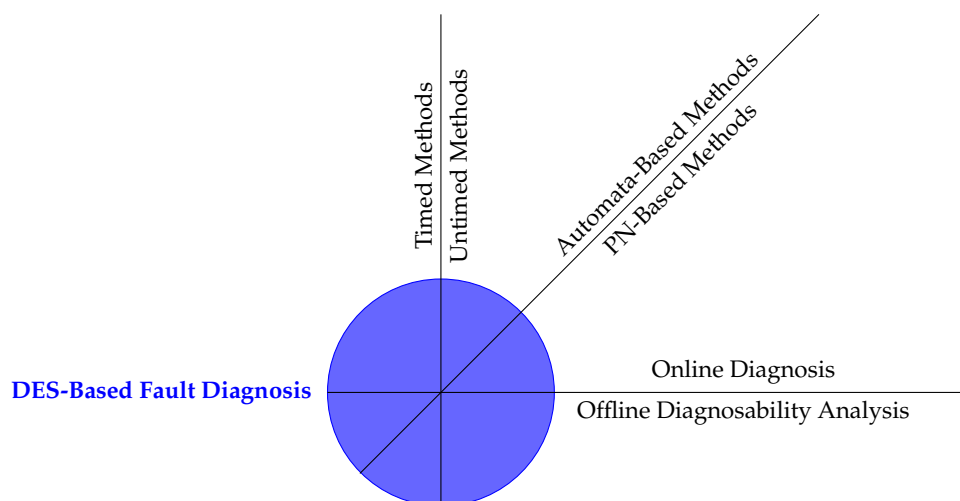 Timed Methods
Untimed Methods
Automata-Based Methods
PN-Based Methods
DES-Based Fault Diagnosis
Online Diagnosis
Offline Diagnosability Analysis